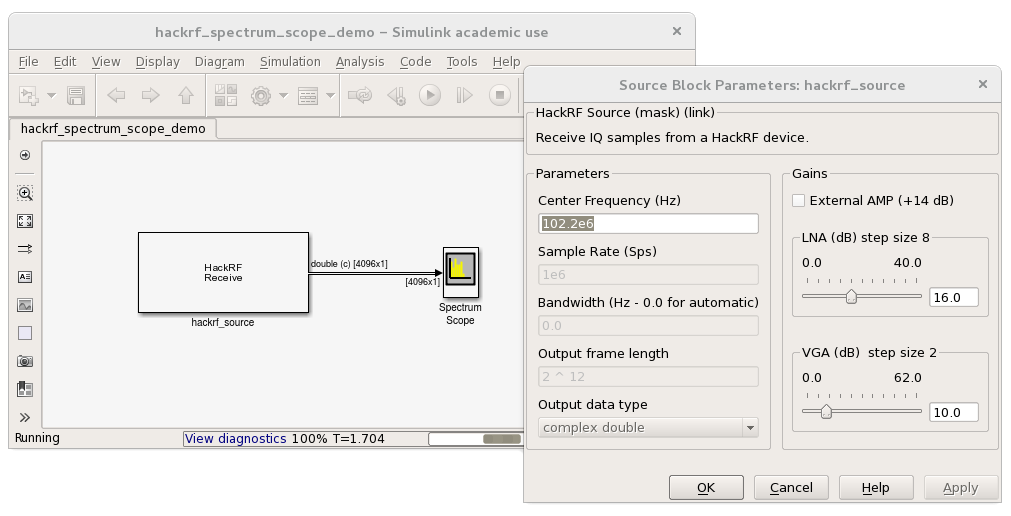 hackrf_spectrum_scope_demo – Simulink academic use
File Edit View Display Diagram Simulation Analysis Code Tools Help
hackrf_spectrum_scope_demo
HackRF
Receive
double (c) [4096x1]
[4096x1]
hackrf_source
Spectrum
Scope
Running
View diagnostics 100% T=1.704
Source Block Parameters: hackrf_source
HackRF Source (mask) (link)
Receive IQ samples from a HackRF device.
Parameters
Center Frequency (Hz)
102.2e6
Sample Rate (Sps)
1e6
Bandwidth (Hz - 0.0 for automatic)
0.0
Output frame length
2 ^ 12
Output data type
complex double
Gains
External AMP (+14 dB)
LNA (dB) step size 8
0.0 40.0
16.0
VGA (dB) step size 2
0.0 62.0
10.0
OK Cancel Help Apply